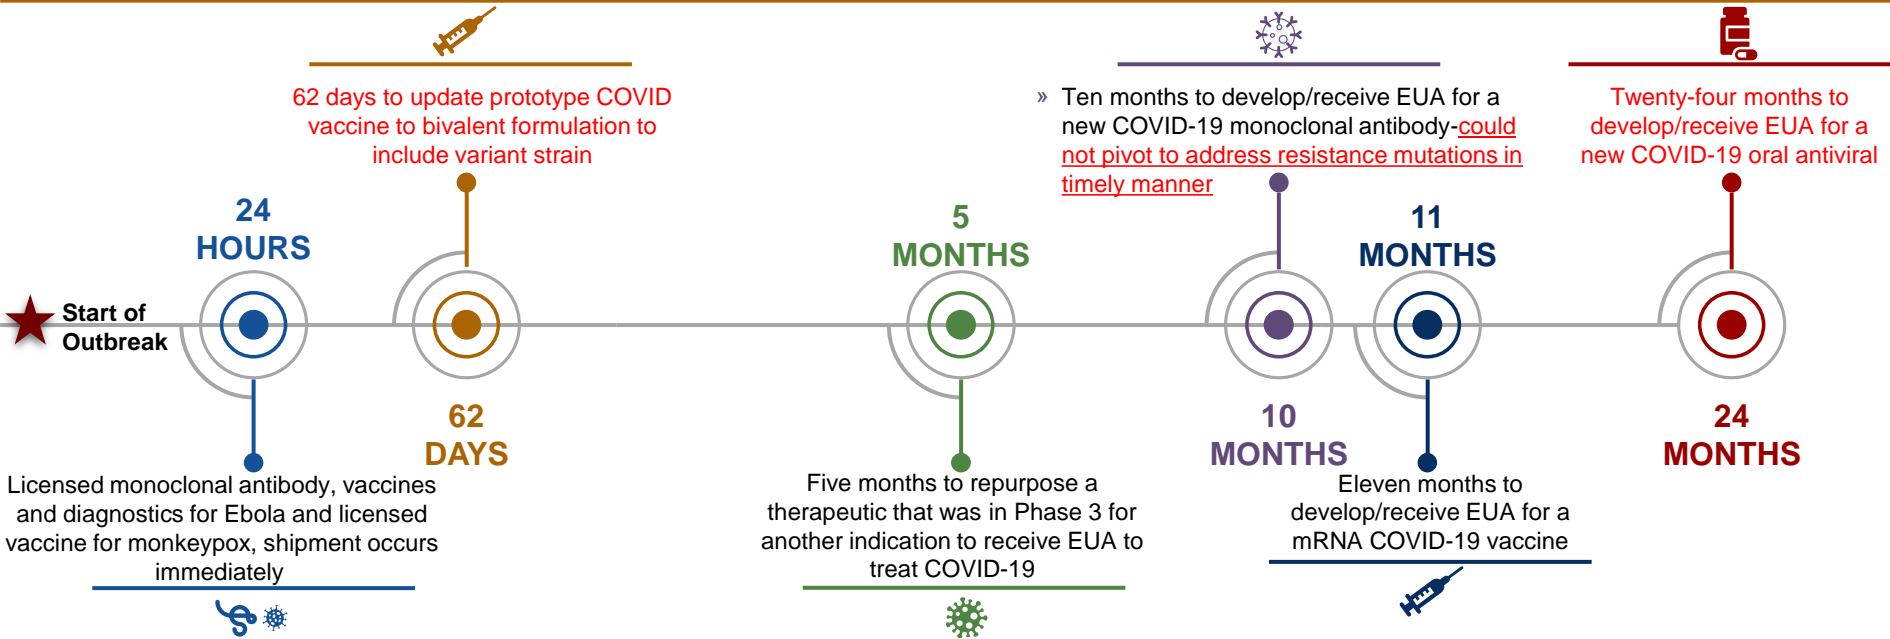 Start of
Outbreak
24
HOURS
Licensed monoclonal antibody, vaccines
and diagnostics for Ebola and licensed
vaccine for monkeypox, shipment occurs
immediately
62 days to update prototype COVID
vaccine to bivalent formulation to
include variant strain
62
DAYS
5
MONTHS
Five months to repurpose a
therapeutic that was in Phase 3 for
another indication to receive EUA to
treat COVID-19
» Ten months to develop/receive EUA for a
new COVID-19 monoclonal antibody-could
not pivot to address resistance mutations in
timely manner
10
MONTHS
11
MONTHS
Eleven months to
develop/receive EUA for a
mRNA COVID-19 vaccine
Twenty-four months to
develop/receive EUA for a
new COVID-19 oral antiviral
24
MONTHS